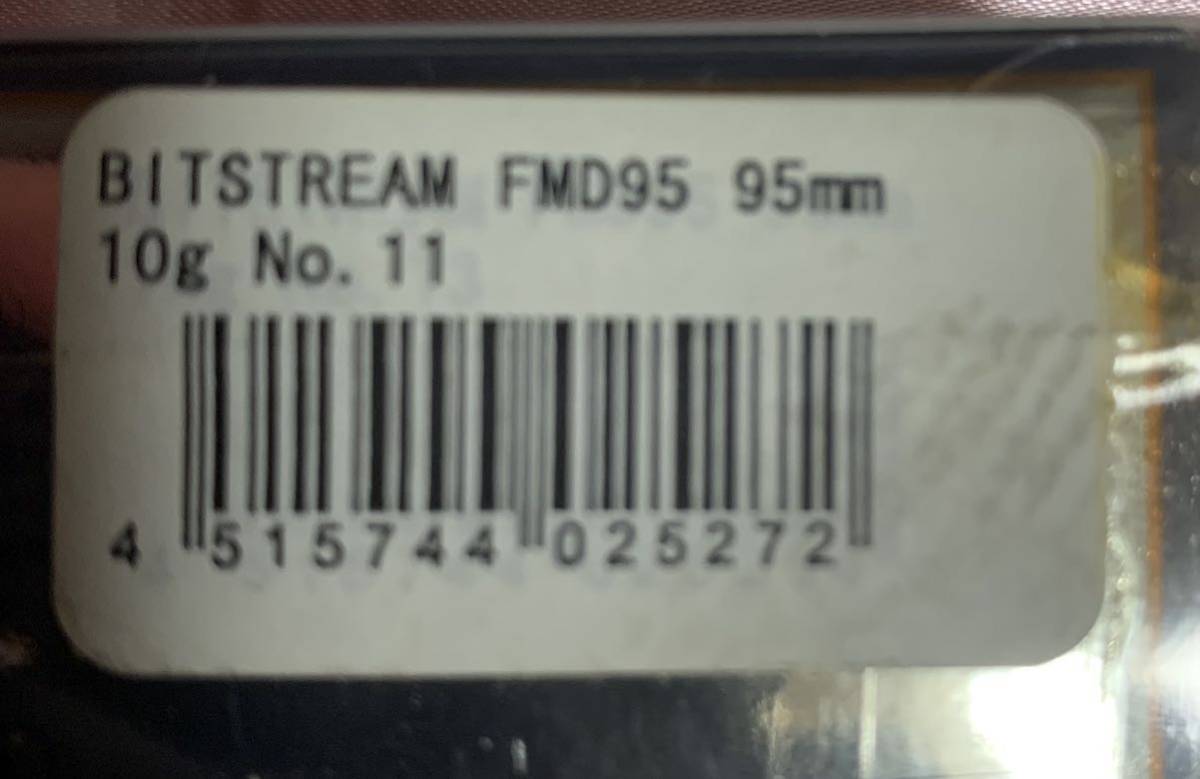 BITSTREAM FMD95 95mm
10g No.11
4 515744 025272